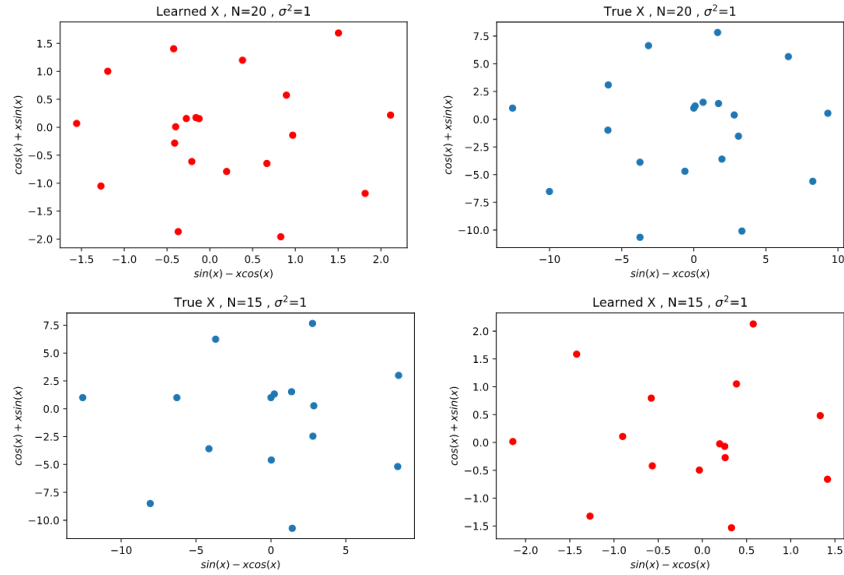 Learned X , N=20 , σ²=1
1.5
1.0
0.5
0.0
−0.5
−1.0
−1.5
−2.0
cos(x) + xsin(x)
−1.5 −1.0 −0.5 0.0 0.5 1.0 1.5 2.0
sin(x) − xcos(x)
True X , N=20 , σ²=1
7.5
5.0
2.5
0.0
−2.5
−5.0
−7.5
−10.0
cos(x) + xsin(x)
−10 −5 0 5 10
sin(x) − xcos(x)
True X , N=15 , σ²=1
7.5
5.0
2.5
0.0
−2.5
−5.0
−7.5
−10.0
cos(x) + xsin(x)
−10 −5 0 5
sin(x) − xcos(x)
Learned X , N=15 , σ²=1
2.0
1.5
1.0
0.5
0.0
−0.5
−1.0
−1.5
cos(x) + xsin(x)
−2.0 −1.5 −1.0 −0.5 0.0 0.5 1.0 1.5
sin(x) − xcos(x)